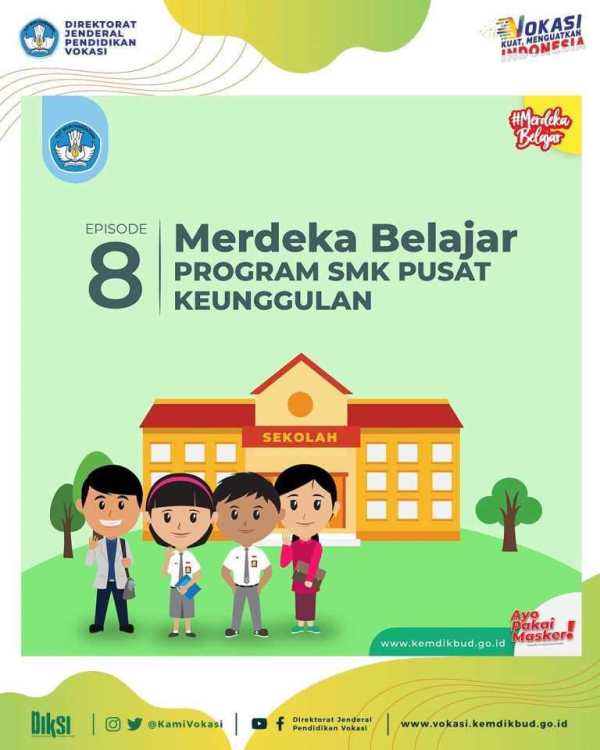 DIREKTORAT
JENDERAL
PENDIDIKAN
VOKASI
VOKASI
KUAT, MENGUATKAN
INDONESIA
#Merdeka
Belajar
EPISODE
8
Merdeka Belajar
PROGRAM SMK PUSAT
KEUNGGULAN
SEKOLAH
Ayo
Pakai
Masker!
www.kemdikbud.go.id
DIKSI
@KamiVokasi
Direktorat Jenderal
Pendidikan Vokasi
www.vokasi.kemdikbud.go.id